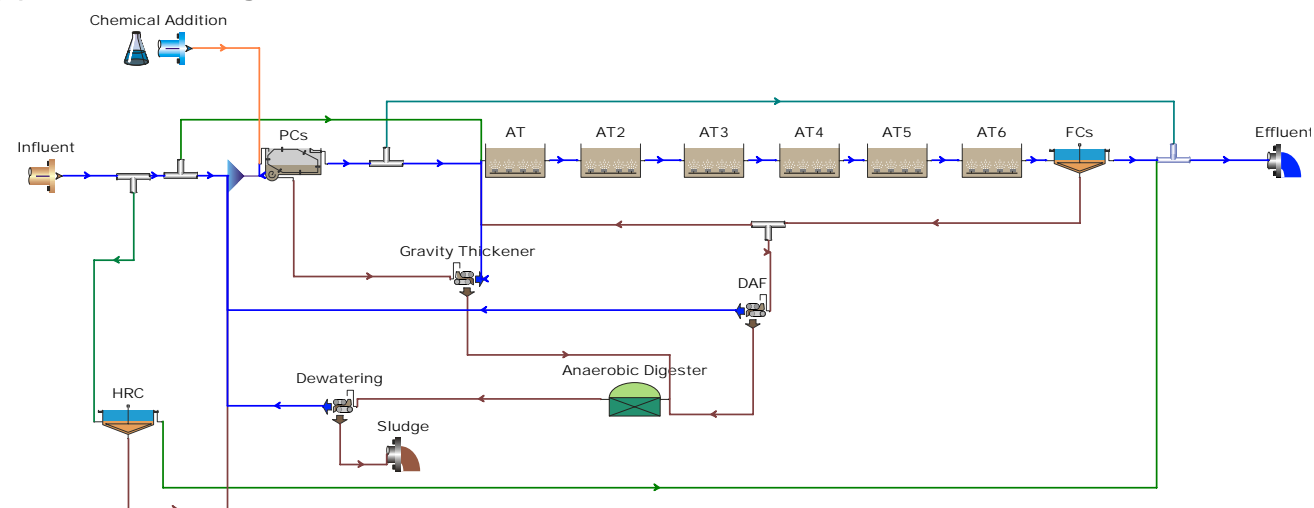 Chemical Addition
PCs
AT
AT2
AT3
AT4
AT5
AT6
FCs
Effluent
Influent
Gravity Thickener
DAF
Anaerobic Digester
Dewatering
HRC
Sludge